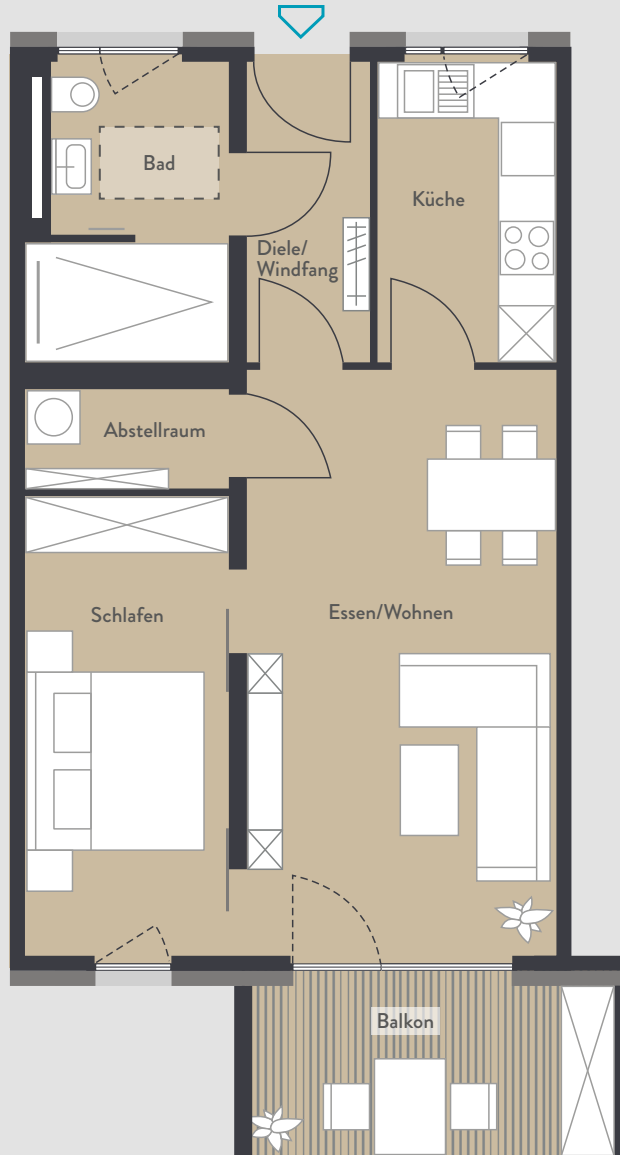 Bad
Küche
Diele/
Windfang
Abstellraum
Schlafen
Essen/Wohnen
Balkon